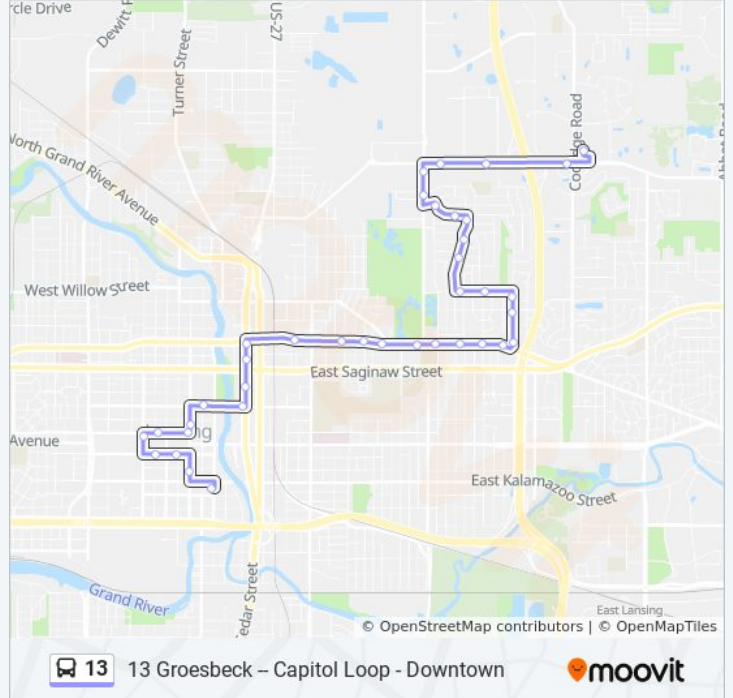 rcle Drive
Dewitt R
Turner Street
US-27
North Grand River Avenue
Coo ge Road
West Willow Street
East Saginaw Street
ng
Avenue
East Kalamazoo Street
Grand River
edar Street
East Lansing
© OpenStreetMap contributors | © OpenMapTiles
13
13 Groesbeck – Capitol Loop - Downtown
moovit